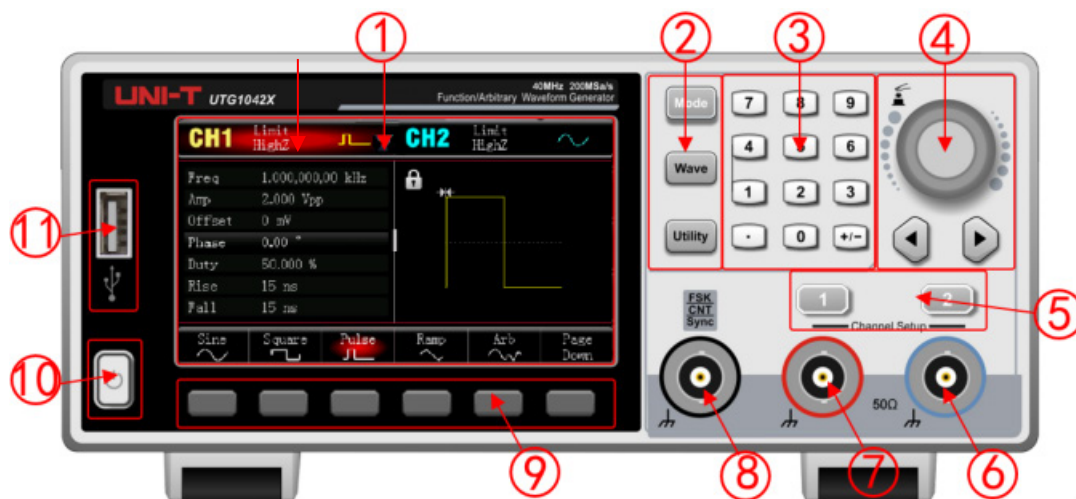 ① ② ③ ④
UNI-T UTG1042X
40MHz 200MSa/s
Function/Arbitrary Waveform Generator
CH1 Limit HighZ CH2 Limit HighZ
Freq 1.000,000,00 kHz
Amp 2.000 Vpp
Offset 0 mV
Phase 0.00 °
Duty 50.000 %
Rise 15 ns
Fall 15 ns
Sine Square Pulse Ramp Arb Page Down
Mode
Wave
Utility
7 8 9
4 5 6
1 2 3
. 0 +/-
1 2 ⑤
Channel Setup
FSK
CNT
Sync
50Ω
⑪
⑩
⑨ ⑧ ⑦ ⑥